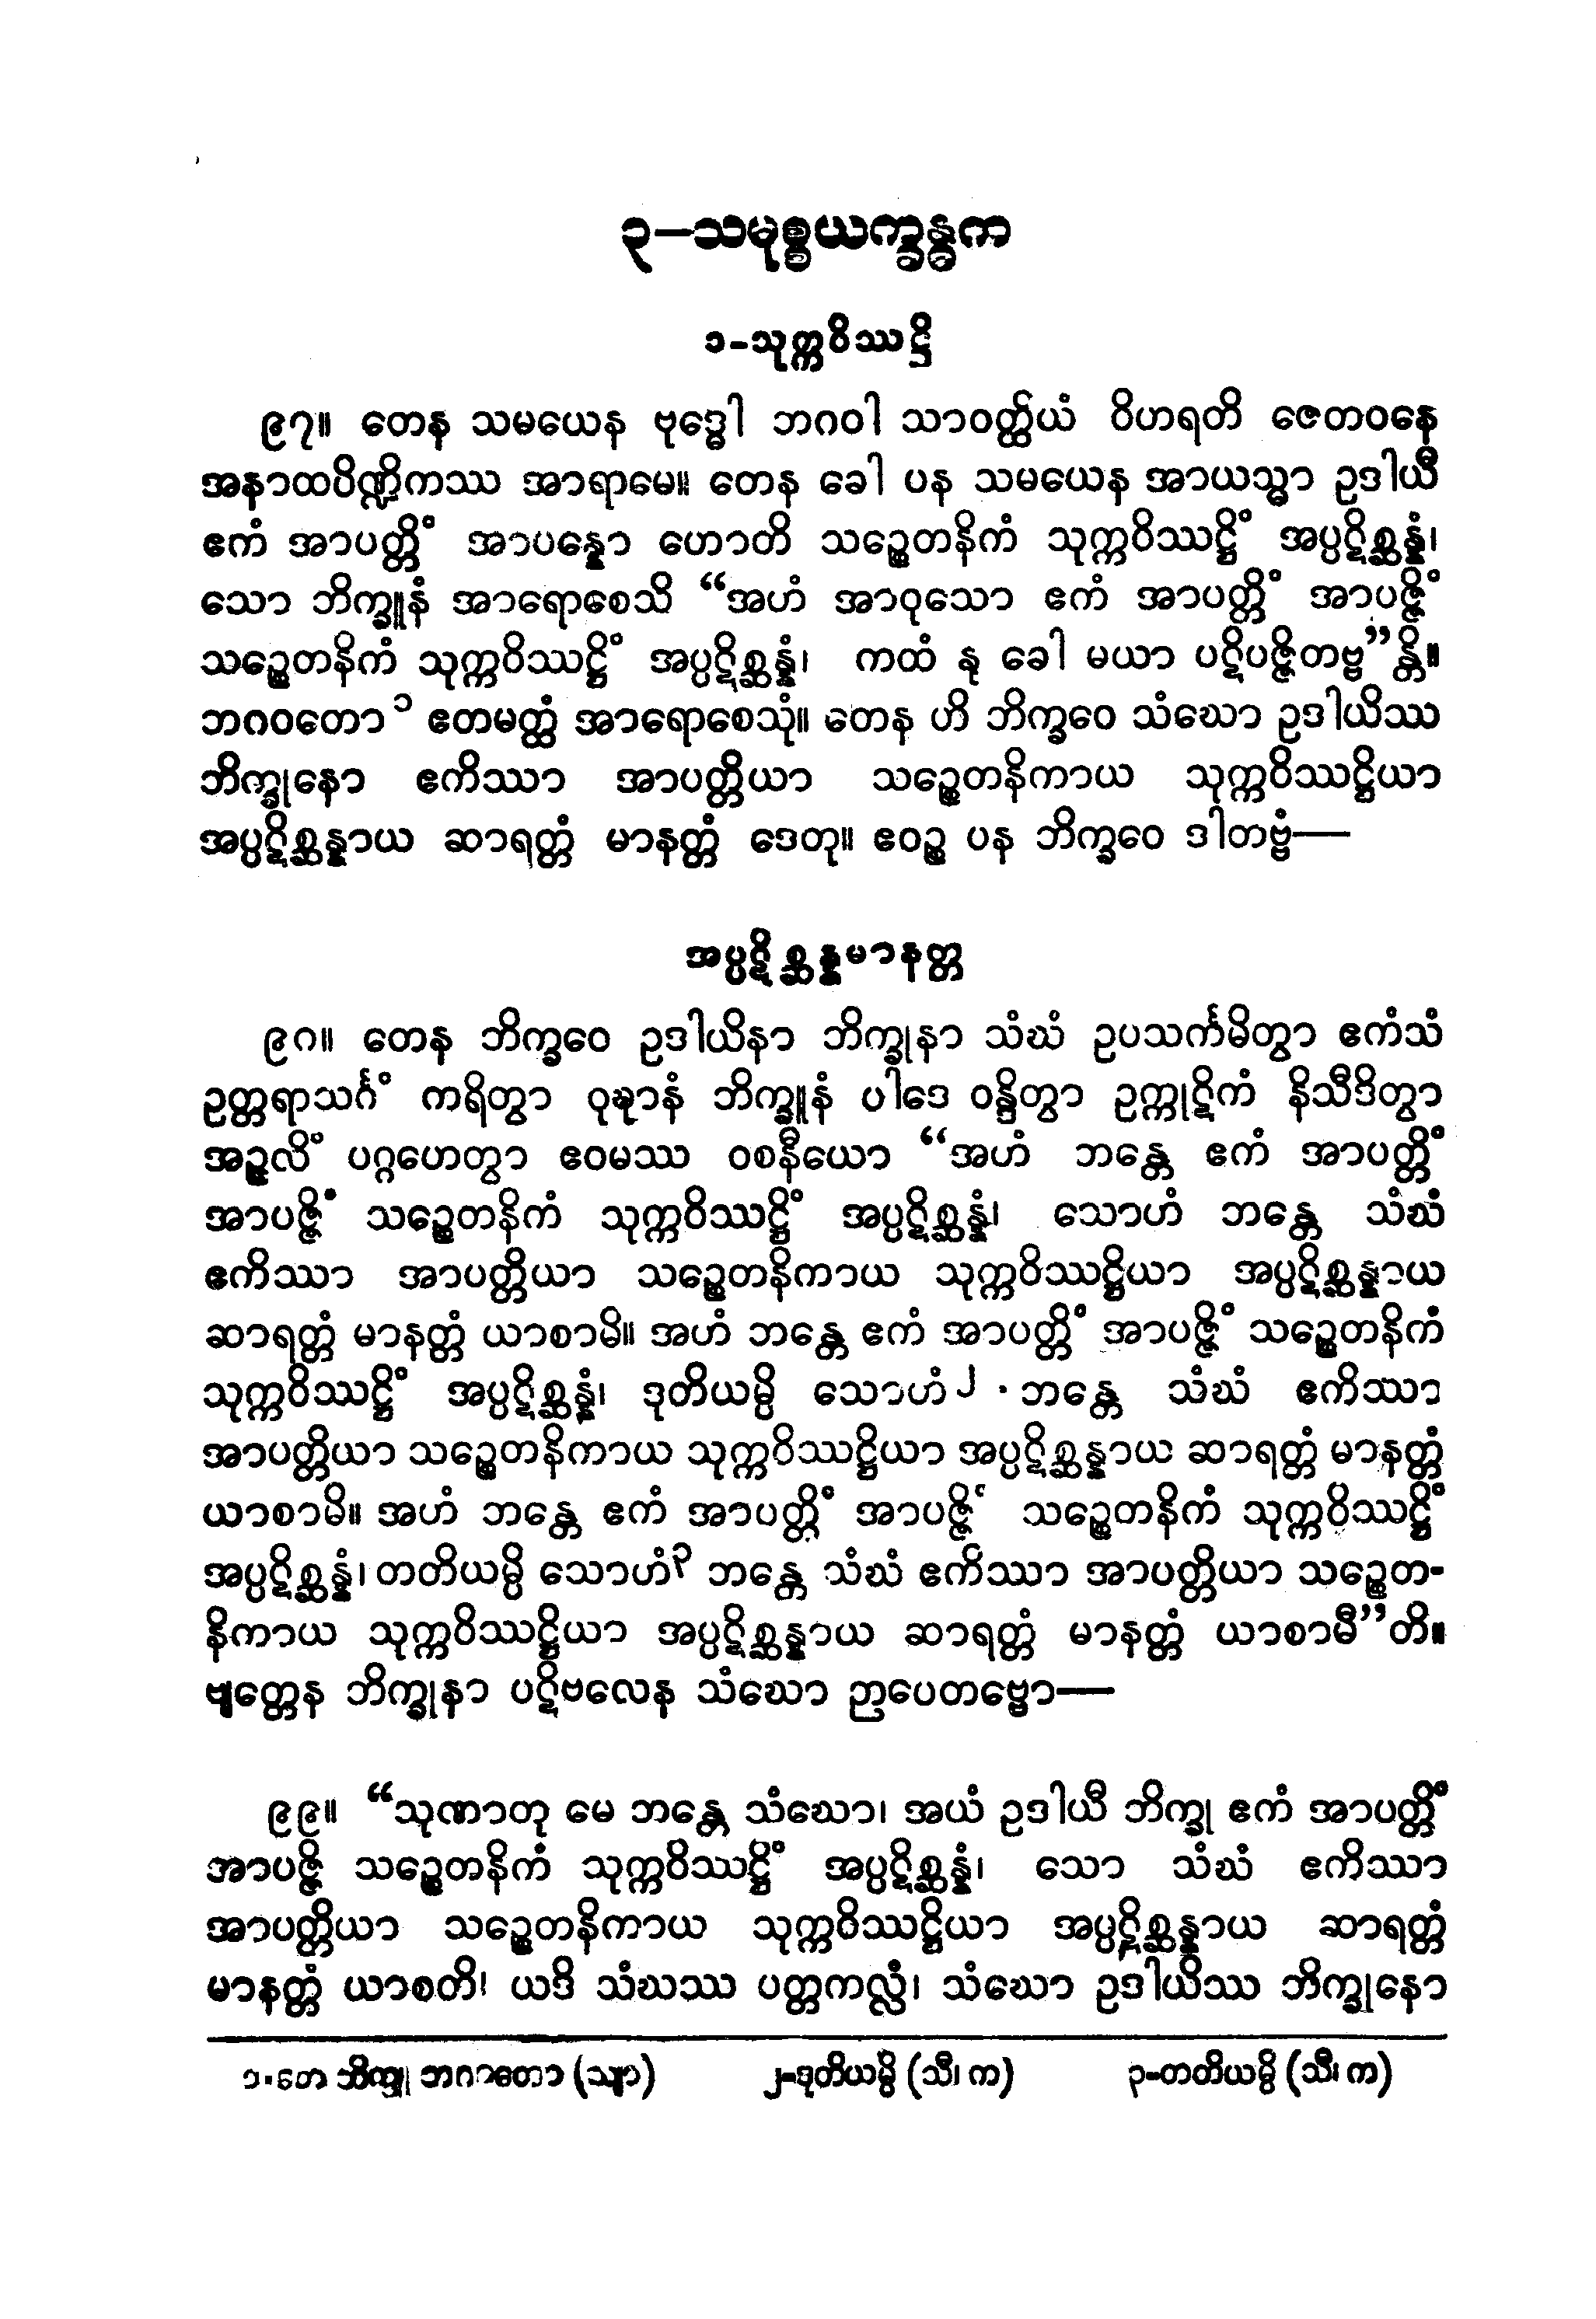 ၃—သမုစ္စယက္ခန္ဓက
၁-သုက္ကဝိဿဋ္ဌိ
၉၇။ တေန သမယေန ဗုဒ္ဓေါ ဘဂဝါ သာဝတ္ထိယံ ဝိဟရတိ ဇေတဝနေ
အနာထပိဏ္ဍိကဿ အာရာမေ။ တေန ခေါ ပန သမယေန အာယသ္မာ ဥဒါယီ
ဧကံ အာပတ္တိံ အာပန္နော ဟောတိ သဉ္စေတနိကံ သုက္ကဝိဿဋ္ဌိံ အပ္ပဋိစ္ဆန္နံ၊
သော ဘိက္ခူနံ အာရောစေသိ “အဟံ အာဝုသော ဧကံ အာပတ္တိံ အာပဇ္ဇိံ
သဉ္စေတနိကံ သုက္ကဝိဿဋ္ဌိံ အပ္ပဋိစ္ဆန္နံ၊ ကထံ နု ခေါ မယာ ပဋိပဇ္ဇိတဗ္ဗ”န္တိ။
ဘဂဝတော ၁ ဧတမတ္ထံ အာရောစေသုံ။ တေန ဟိ ဘိက္ခဝေ သံဃော ဥဒါယိဿ
ဘိက္ခုနော ဧကိဿာ အာပတ္တိယာ သဉ္စေတနိကာယ သုက္ကဝိဿဋ္ဌိယာ
အပ္ပဋိစ္ဆန္နာယ ဆာရတ္တံ မာနတ္တံ ဒေတု။ ဧဝဉ္စ ပန ဘိက္ခဝေ ဒါတဗ္ဗံ—
အပ္ပဋိစ္ဆန္နမာနတ္တ
၉၈။ တေန ဘိက္ခဝေ ဥဒါယိနာ ဘိက္ခုနာ သံဃံ ဥပသင်္ကမိတွာ ဧကံသံ
ဥတ္တရာသင်္ဂံ ကရိတွာ ဝုဍ္ဎာနံ ဘိက္ခူနံ ပါဒေ ဝန္ဒိတွာ ဥက္ကုဋိကံ နိသီဒိတွာ
အဉ္ဇလိံ ပဂ္ဂဟေတွာ ဧဝမဿ ဝစနီယော “အဟံ ဘန္တေ ဧကံ အာပတ္တိံ
အာပဇ္ဇိံ သဉ္စေတနိကံ သုက္ကဝိဿဋ္ဌိံ အပ္ပဋိစ္ဆန္နံ၊ သောဟံ ဘန္တေ သံဃံ
ဧကိဿာ အာပတ္တိယာ သဉ္စေတနိကာယ သုက္ကဝိဿဋ္ဌိယာ အပ္ပဋိစ္ဆန္နာယ
ဆာရတ္တံ မာနတ္တံ ယာစာမိ။ အဟံ ဘန္တေ ဧကံ အာပတ္တိံ အာပဇ္ဇိံ သဉ္စေတနိကံ
သုက္ကဝိဿဋ္ဌိံ အပ္ပဋိစ္ဆန္နံ၊ ဒုတိယမ္ပိ သောဟံ၂ ဘန္တေ သံဃံ ဧကိဿာ
အာပတ္တိယာ သဉ္စေတနိကာယ သုက္ကဝိဿဋ္ဌိယာ အပ္ပဋိစ္ဆန္နာယ ဆာရတ္တံ မာနတ္တံ
ယာစာမိ။ အဟံ ဘန္တေ ဧကံ အာပတ္တိံ အာပဇ္ဇိံ သဉ္စေတနိကံ သုက္ကဝိဿဋ္ဌိံ
အပ္ပဋိစ္ဆန္နံ၊ တတိယမ္ပိ သောဟံ၃ ဘန္တေ သံဃံ ဧကိဿာ အာပတ္တိယာ သဉ္စေတ-
နိကာယ သုက္ကဝိဿဋ္ဌိယာ အပ္ပဋိစ္ဆန္နာယ ဆာရတ္တံ မာနတ္တံ ယာစာမီ”တိ။
ဗျတ္တေန ဘိက္ခုနာ ပဋိဗလေန သံဃော ဉာပေတဗ္ဗော—
၉၉။ “သုဏာတု မေ ဘန္တေ သံဃော၊ အယံ ဥဒါယီ ဘိက္ခု ဧကံ အာပတ္တိံ
အာပဇ္ဇိ သဉ္စေတနိကံ သုက္ကဝိဿဋ္ဌိံ အပ္ပဋိစ္ဆန္နံ၊ သော သံဃံ ဧကိဿာ
အာပတ္တိယာ သဉ္စေတနိကာယ သုက္ကဝိဿဋ္ဌိယာ အပ္ပဋိစ္ဆန္နာယ ဆာရတ္တံ
မာနတ္တံ ယာစတိ၊ ယဒိ သံဃဿ ပတ္တကလ္လံ၊ သံဃော ဥဒါယိဿ ဘိက္ခုနော
၁-တေ ဘိက္ခူ ဘဂဝတော (သျာ) ၂-ဒုတိယမ္ပိ (သီ၊ က) ၃-တတိယမ္ပိ (သီ၊ က)